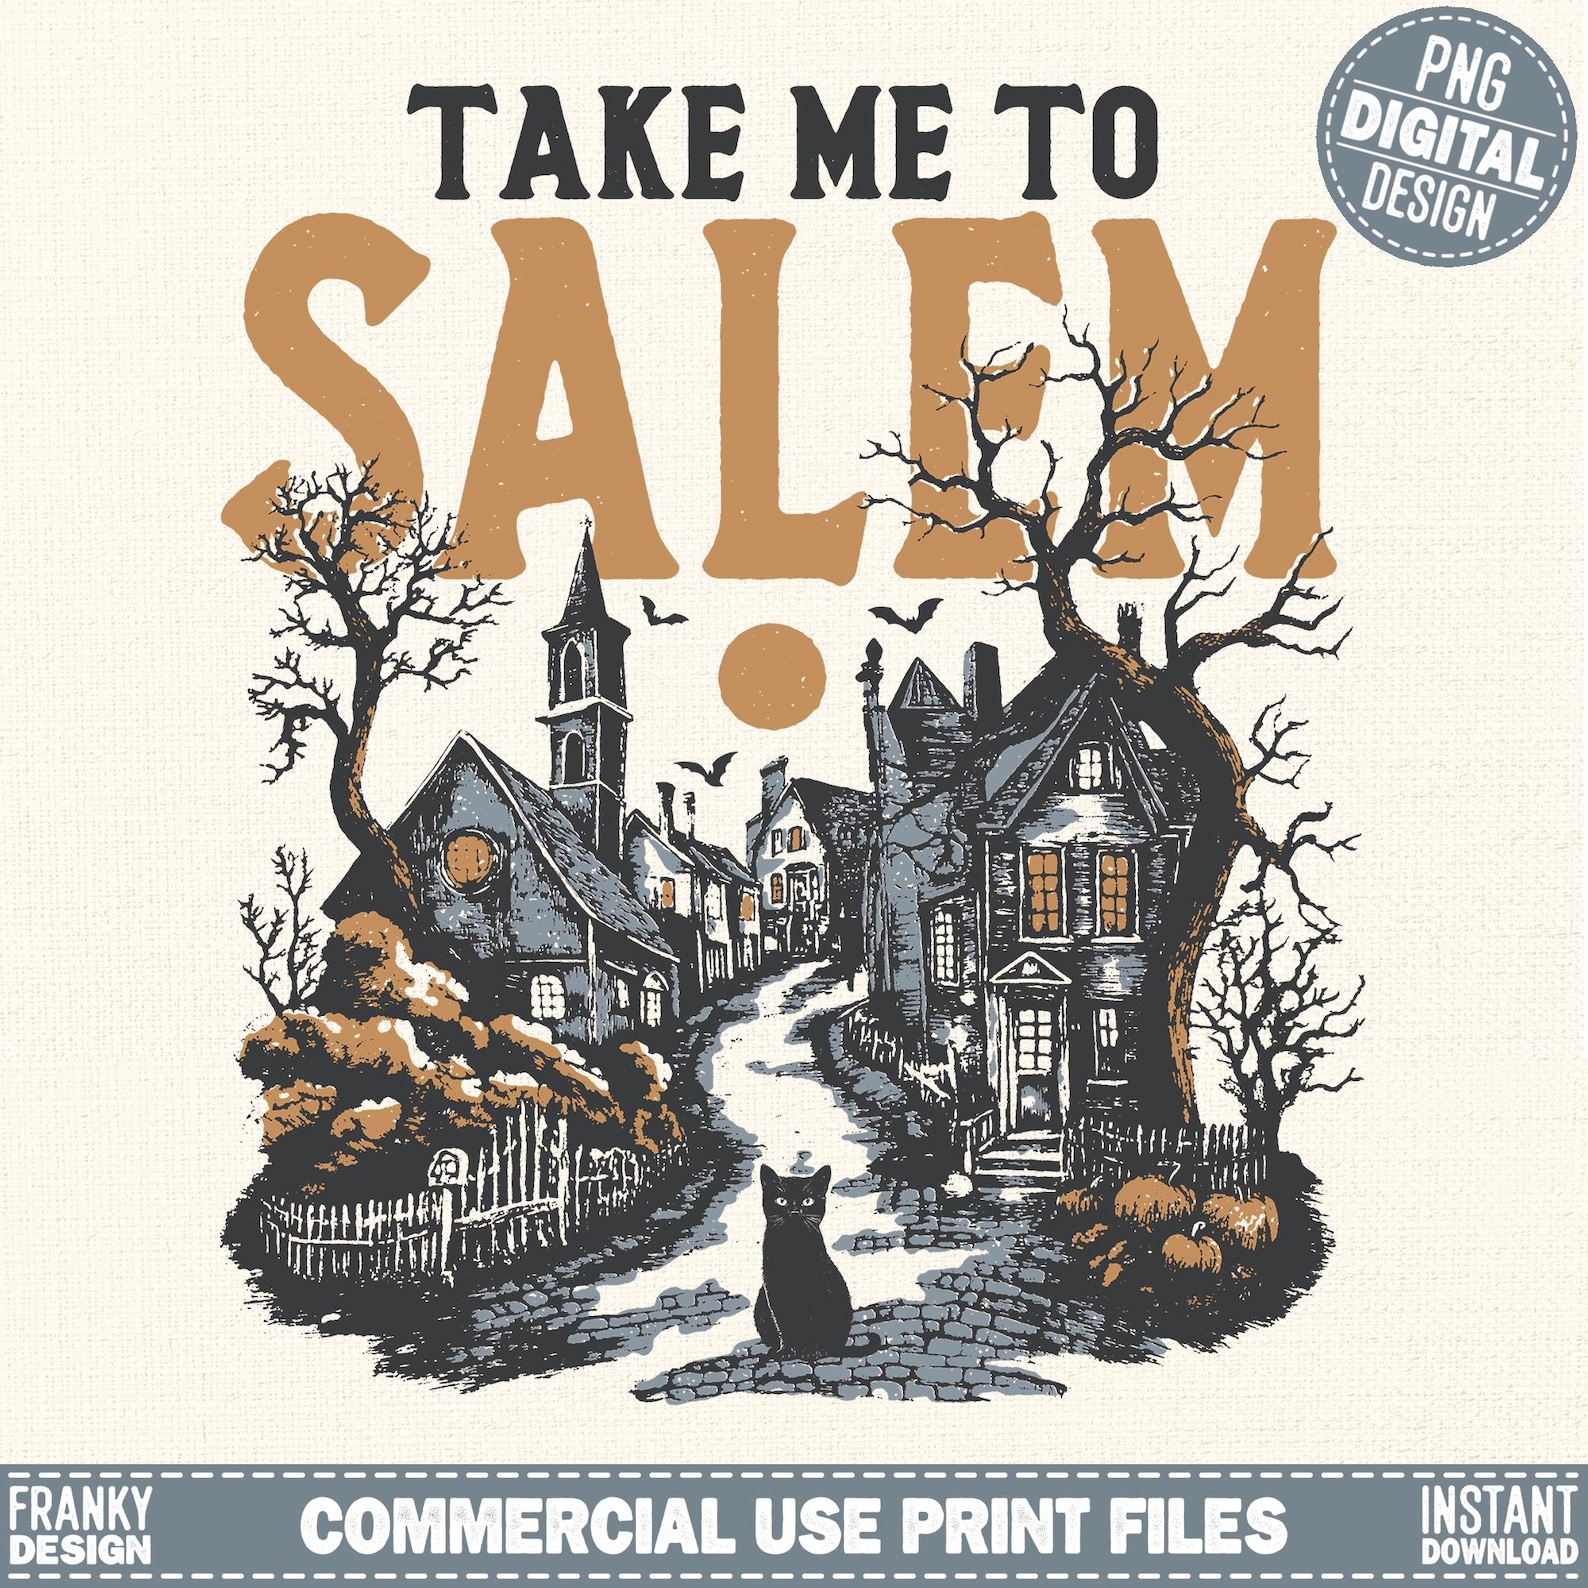 TAKE ME TO
SALEM
PNG
DIGITAL
DESIGN
FRANKY
DESIGN
COMMERCIAL USE PRINT FILES
INSTANT
DOWNLOAD